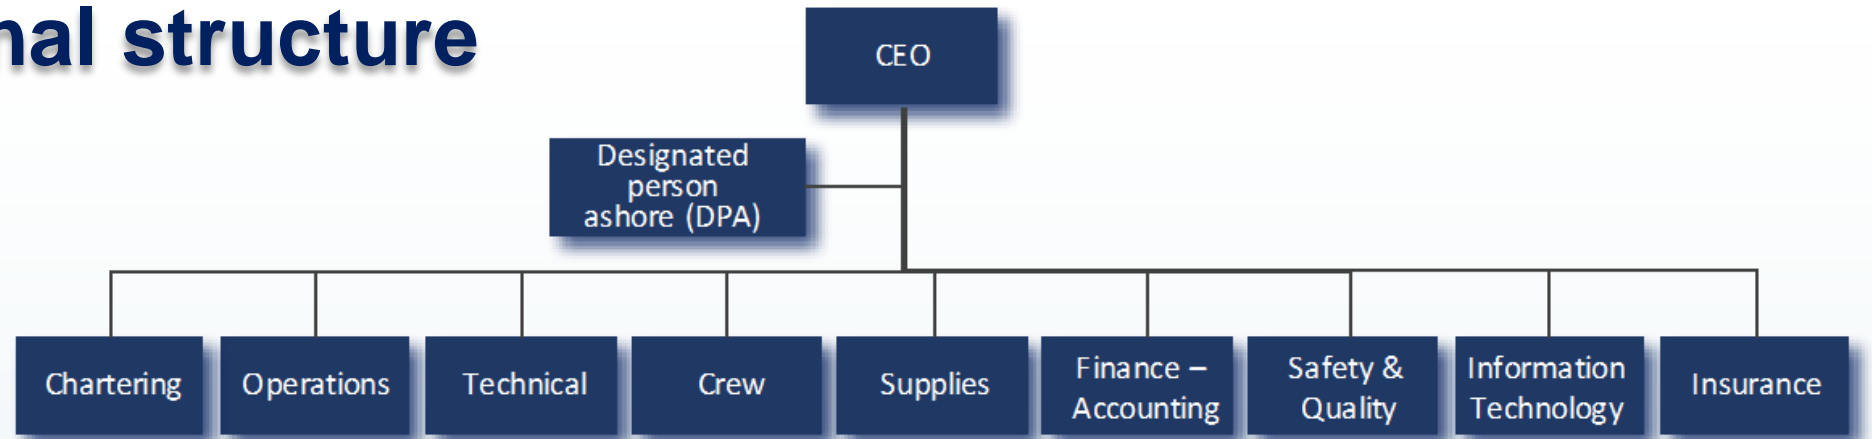 nal structure
CEO
Designated
person
ashore (DPA)
Chartering
Operations
Technical
Crew
Supplies
Finance –
Accounting
Safety &
Quality
Information
Technology
Insurance